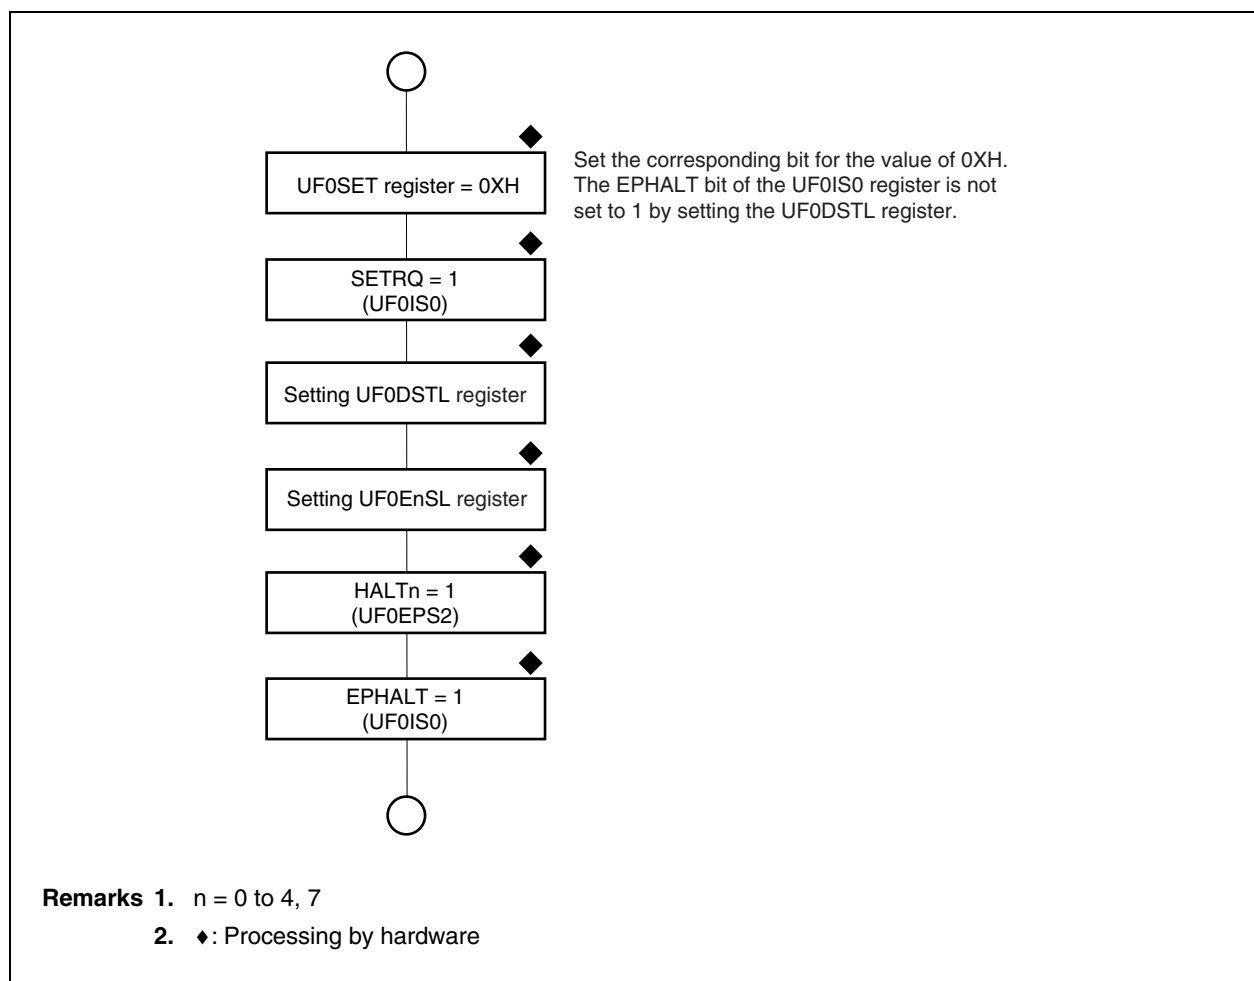 UF0SET register = 0XH
Set the corresponding bit for the value of 0XH.
The EPHALT bit of the UF0IS0 register is not
set to 1 by setting the UF0DSTL register.
SETRQ = 1
(UF0IS0)
Setting UF0DSTL register
Setting UF0EnSL register
HALTn = 1
(UF0EPS2)
EPHALT = 1
(UF0IS0)
Remarks 1. n = 0 to 4, 7
2. ♦: Processing by hardware